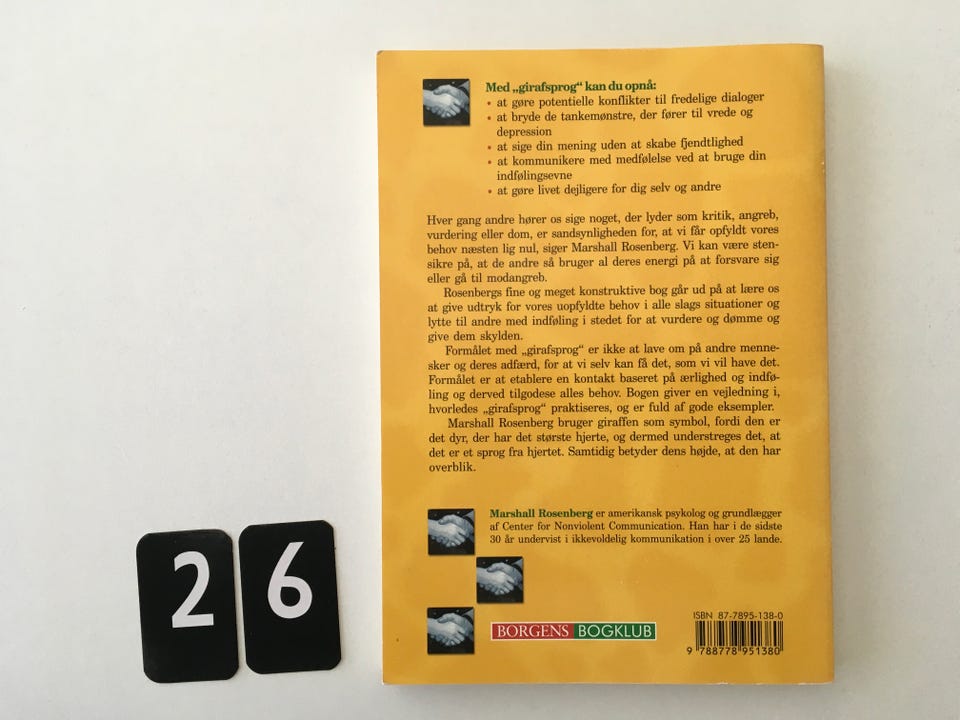 Med „girafsprog“ kan du opnå:
• at gøre potentielle konflikter til fredelige dialoger
• at bryde de tankemønstre, der fører til vrede og
depression
• at sige din mening uden at skabe fjendtlighed
• at kommunikere med medfølelse ved at bruge din
indfølingsevne
• at gøre livet dejligere for dig selv og andre
Hver gang andre hører os sige noget, der lyder som kritik, angreb,
vurdering eller dom, er sandsynligheden for, at vi får opfyldt vores
behov næsten lig nul, siger Marshall Rosenberg. Vi kan være sten-
sikre på, at de andre så bruger al deres energi på at forsvare sig
eller gå til modangreb.
Rosenbergs fine og meget konstruktive bog går ud på at lære os
at give udtryk for vores uopfyldte behov i alle slags situationer og
lytte til andre med indføling i stedet for at vurdere og dømme og
give dem skylden.
Formålet med „girafsprog“ er ikke at lave om på andre menne-
sker og deres adfærd, for at vi selv kan få det, som vi vil have det.
Formålet er at etablere en kontakt baseret på ærlighed og indfø-
ling og derved tilgodese alles behov. Bogen giver en vejledning i,
hvorledes „girafsprog“ praktiseres, og er fuld af gode eksempler.
Marshall Rosenberg bruger giraffen som symbol, fordi den er
det dyr, der har det største hjerte, og dermed understreges det, at
det er et sprog fra hjertet. Samtidig betyder dens højde, at den har
overblik.
Marshall Rosenberg er amerikansk psykolog og grundlægger
af Center for Nonviolent Communication. Han har i de sidste
30 år undervist i ikkevoldelig kommunikation i over 25 lande.
BORGENS BOGKLUB
ISBN 87-7895-138-0
9 788778 951380
26